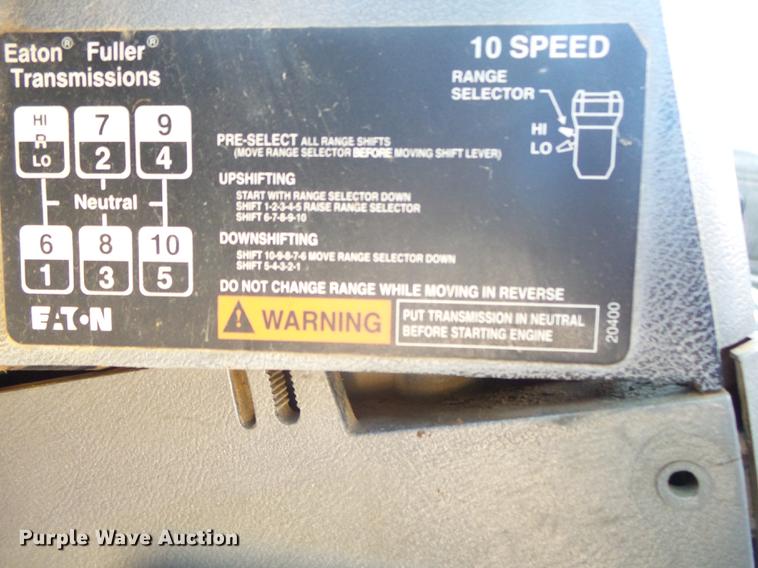 Eaton® Fuller®
Transmissions
10 SPEED
RANGE
SELECTOR
HI
LO
HI
R
LO
7
2
9
4
Neutral
6
1
8
3
10
5
EATON
PRE-SELECT ALL RANGE SHIFTS
(MOVE RANGE SELECTOR BEFORE MOVING SHIFT LEVER)
UPSHIFTING
START WITH RANGE SELECTOR DOWN
SHIFT 1-2-3-4-5 RAISE RANGE SELECTOR
SHIFT 6-7-8-9-10
DOWNSHIFTING
SHIFT 10-9-8-7-6 MOVE RANGE SELECTOR DOWN
SHIFT 5-4-3-2-1
DO NOT CHANGE RANGE WHILE MOVING IN REVERSE
WARNING
PUT TRANSMISSION IN NEUTRAL
BEFORE STARTING ENGINE
20400
Purple Wave Auction